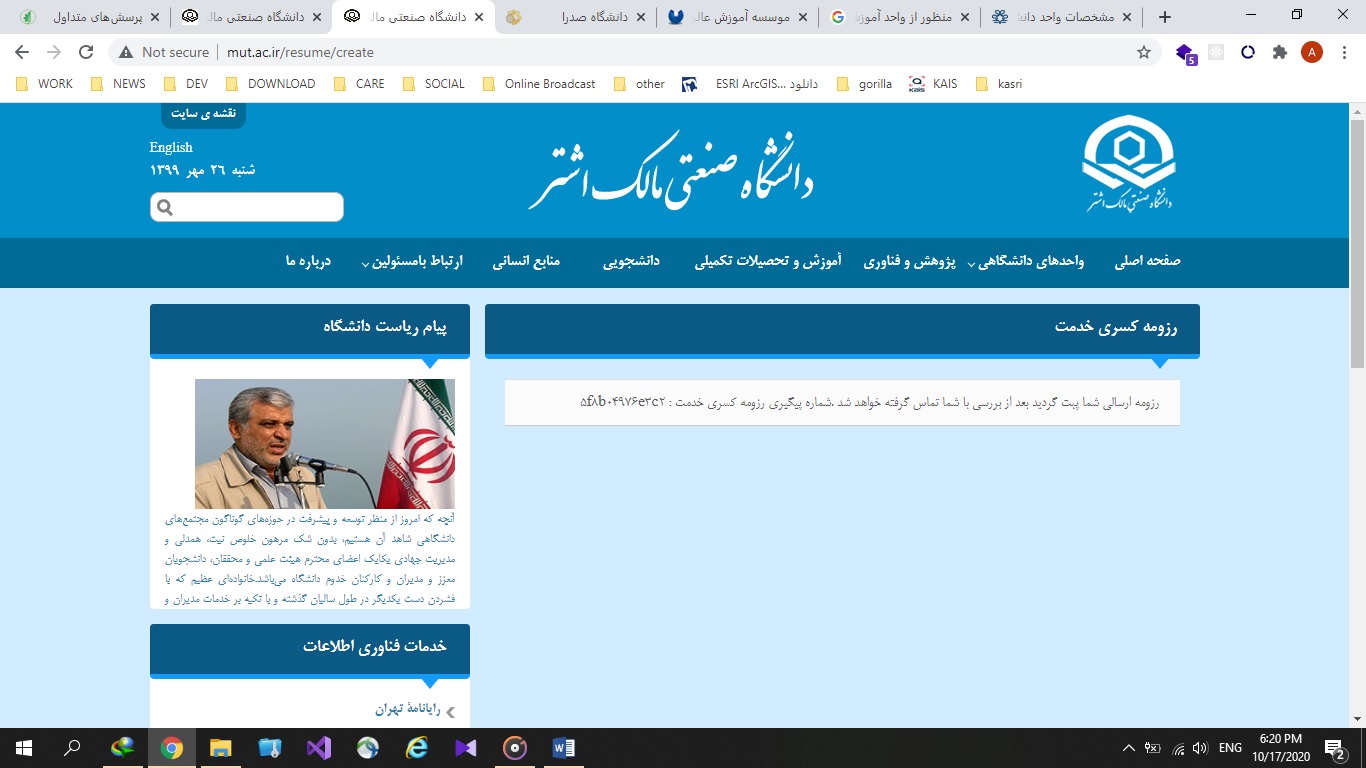 پرسش‌های متداول
دانشگاه صنعتی مال
دانشگاه صنعتی مال
دانشگاه صدرا
موسسه آموزش عالی
منظور از واحد آموزش
مشخصات واحد دانش
Not secure
mut.ac.ir/resume/create
5
A
WORK
NEWS
DEV
DOWNLOAD
CARE
SOCIAL
Online Broadcast
other
دانلود ...ESRI ArcGIS
gorilla
KAIS
kasri
نقشه ی سایت
English
شنبه ۲۶ مهر ۱۳۹۹
دانشگاه صنعتی مالک اشتر
دانشگاه صنعتی مالک اشتر
صفحه اصلی
واحدهای دانشگاهی
پژوهش و فناوری
آموزش و تحصیلات تکمیلی
دانشجویی
منابع انسانی
ارتباط بامسئولین
درباره ما
رزومه کسری خدمت
رزومه ارسالی شما پبت گردید بعد از بررسی با شما تماس گرفته خواهد شد .شماره پیگیری رزومه کسری خدمت : ۵f۸b۰۴۹۷۶e۳c۲
پیام ریاست دانشگاه
آنچه که امروز از منظر توسعه و پیشرفت در حوزه‌های گوناگون مجتمع‌های
دانشگاهی شاهد آن هستیم، بدون شک مرهون خلوص نیت، همدلی و
مدیریت جهادی یکایک اعضای محترم هیئت علمی و محققان، دانشجویان
معزز و مدیران و کارکنان خدوم دانشگاه می‌باشد.خانواده‌ای عظیم که با
فشردن دست یکدیگر در طول سالیان گذشته و با تکیه بر خدمات مدیران و
خدمات فناوری اطلاعات
رایانامهٔ تهران
ENG
6:20 PM
10/17/2020
2